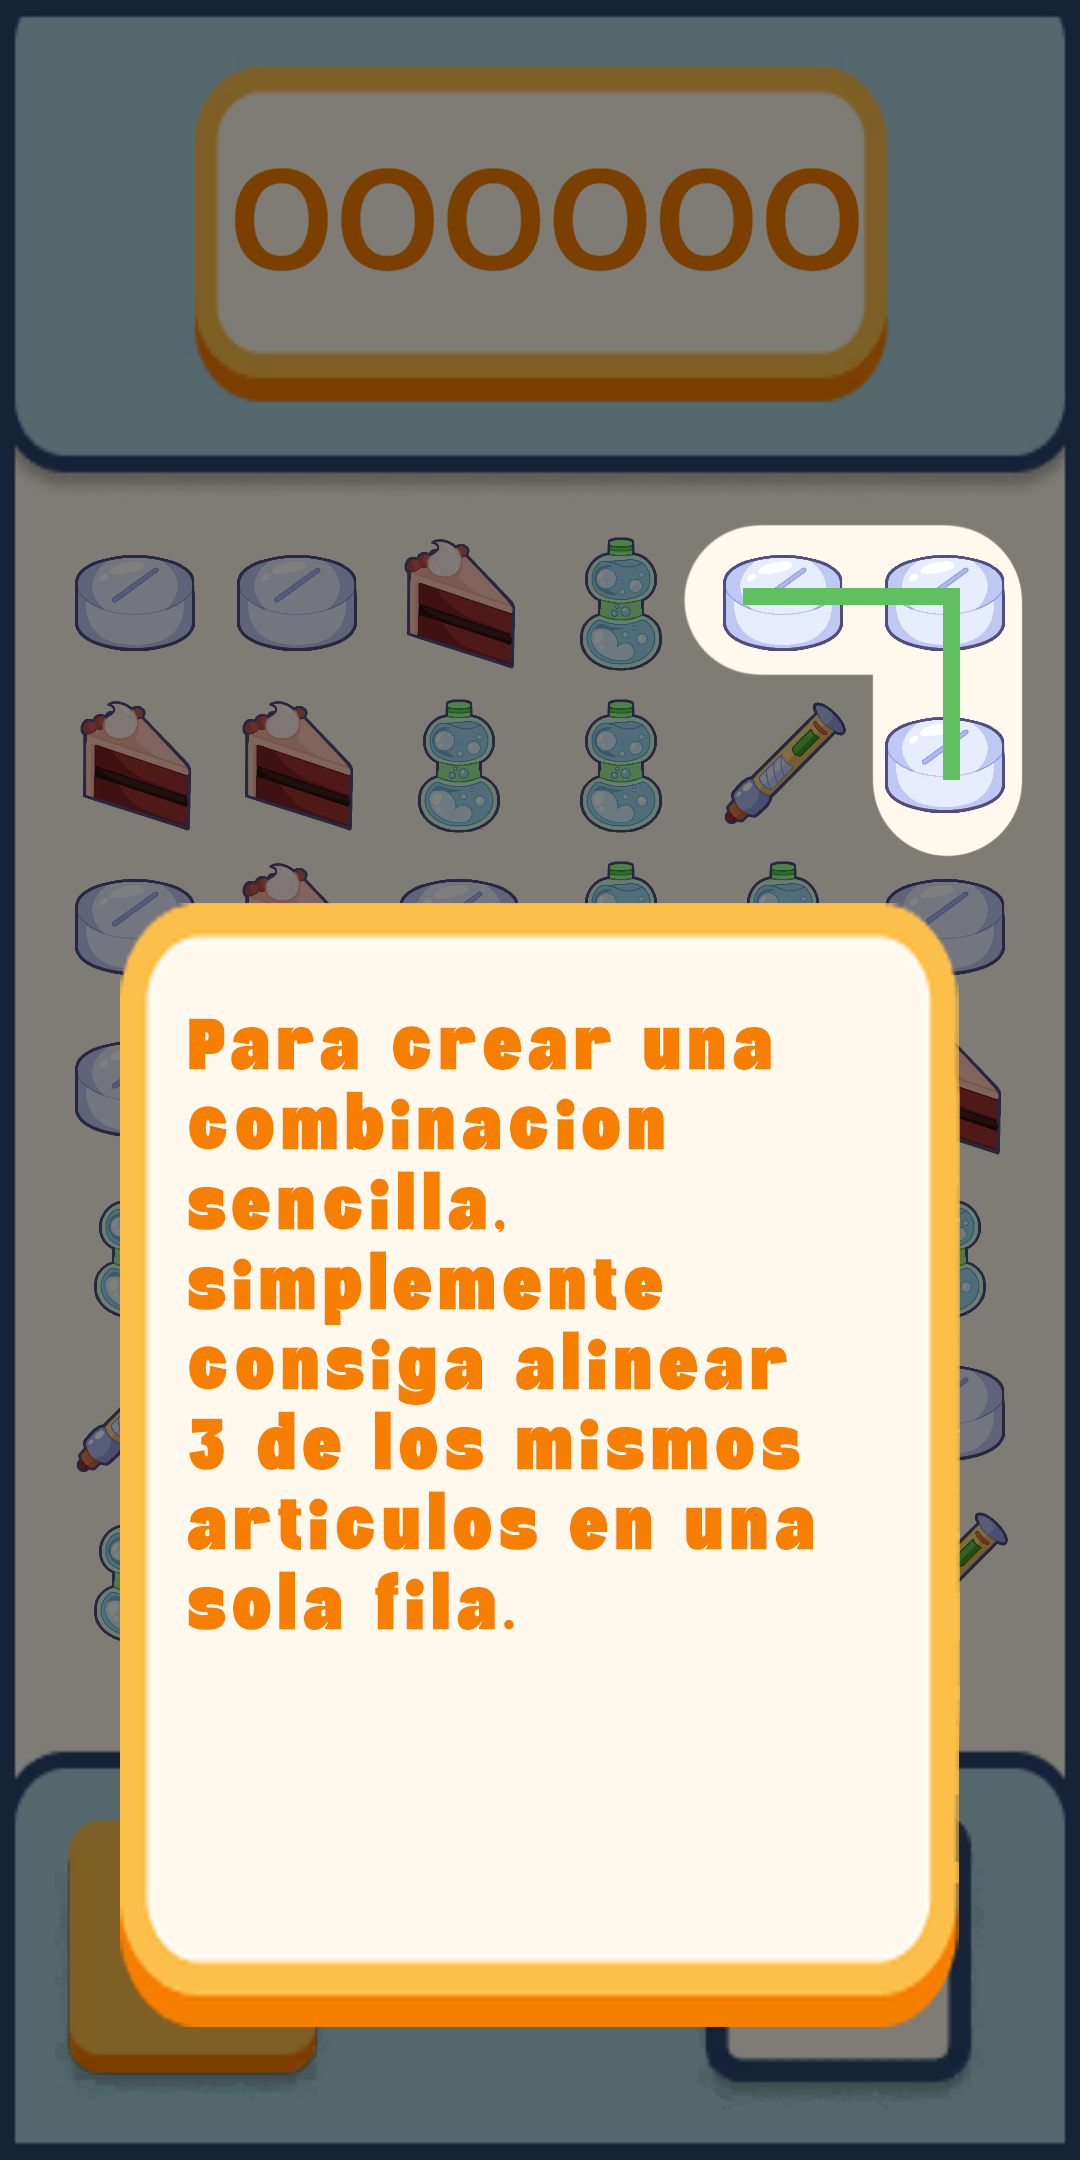 000000
Para crear una
combinacion
sencilla,
simplemente
consiga alinear
3 de los mismos
articulos en una
sola fila.